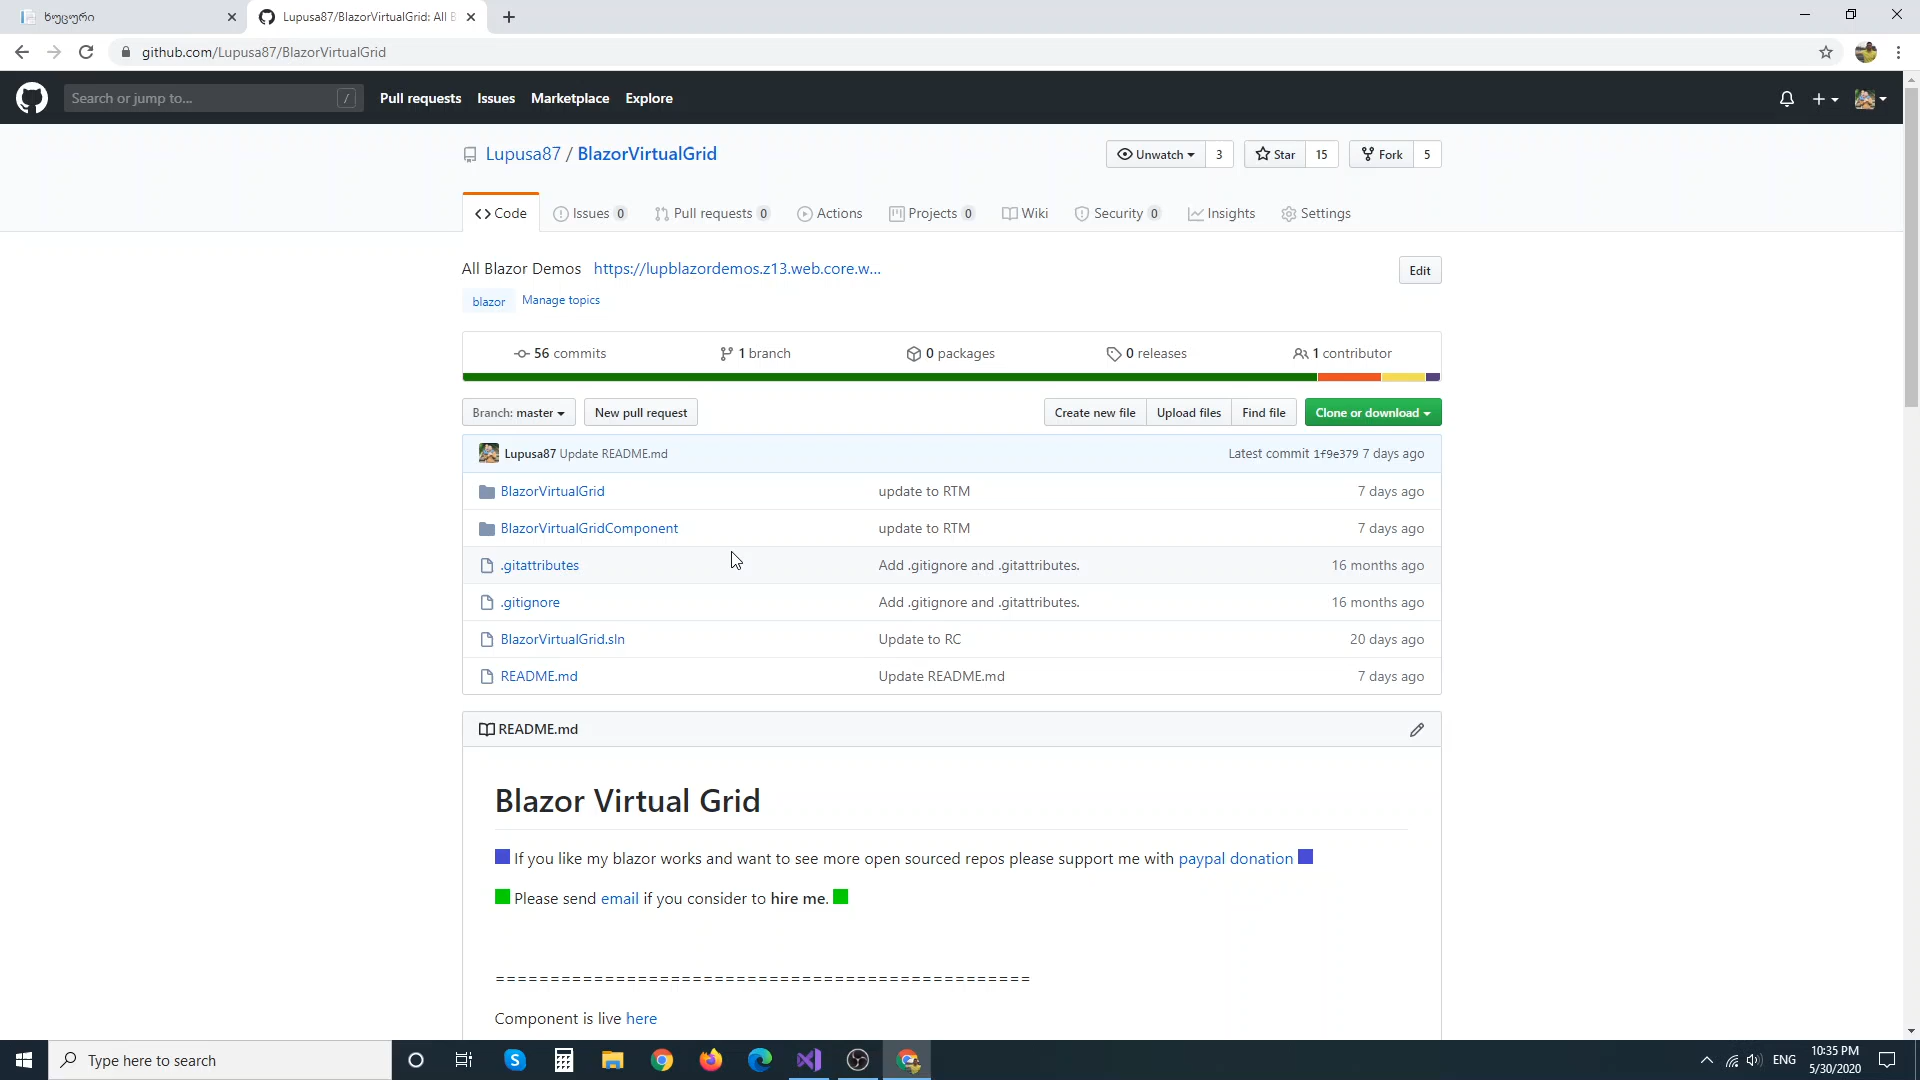 ხუცური
Lupusa87/BlazorVirtualGrid: All B
github.com/Lupusa87/BlazorVirtualGrid
Search or jump to... /
Pull requests Issues Marketplace Explore
Lupusa87 / BlazorVirtualGrid
Unwatch 3 Star 15 Fork 5
Code Issues 0 Pull requests 0 Actions Projects 0 Wiki Security 0 Insights Settings
All Blazor Demos https://lupblazordemos.z13.web.core.w...
Edit
blazor Manage topics
56 commits 1 branch 0 packages 0 releases 1 contributor
Branch: master New pull request Create new file Upload files Find file Clone or download
Lupusa87 Update README.md Latest commit 1f9e379 7 days ago
BlazorVirtualGrid update to RTM 7 days ago
BlazorVirtualGridComponent update to RTM 7 days ago
.gitattributes Add .gitignore and .gitattributes. 16 months ago
.gitignore Add .gitignore and .gitattributes. 16 months ago
BlazorVirtualGrid.sln Update to RC 20 days ago
README.md Update README.md 7 days ago
README.md
Blazor Virtual Grid
If you like my blazor works and want to see more open sourced repos please support me with paypal donation
Please send email if you consider to hire me.
=================================================
Component is live here
Type here to search
ENG
10:35 PM
5/30/2020